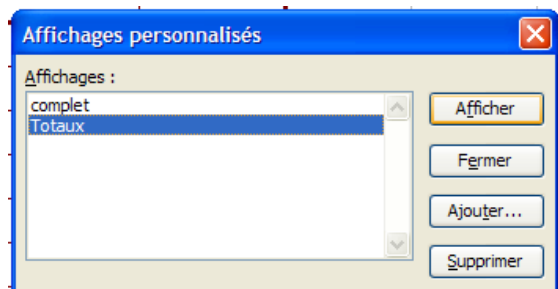 Affichages personnalisés
Affichages :
complet
Totaux
Afficher
Fermer
Ajouter...
Supprimer